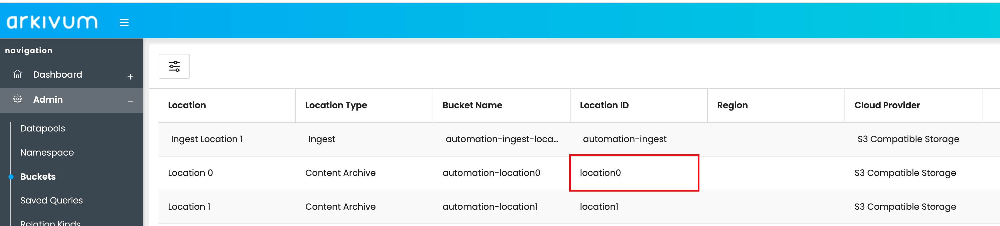 arkivum
navigation
Dashboard
Admin
Datapools
Namespace
Buckets
Saved Queries
Relation Kinds
Location Location Type Bucket Name Location ID Region Cloud Provider
Ingest Location 1 Ingest automation-ingest-loca... automation-ingest S3 Compatible Storage
Location 0 Content Archive automation-location0 location0 S3 Compatible Storage
Location 1 Content Archive automation-location1 location1 S3 Compatible Storage